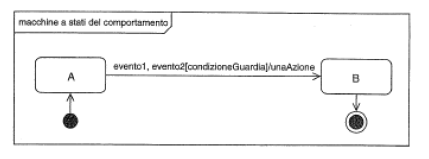 macchine a stati del comportamento
evento1, evento2[condizioneGuardia]/unaAzione
A
B